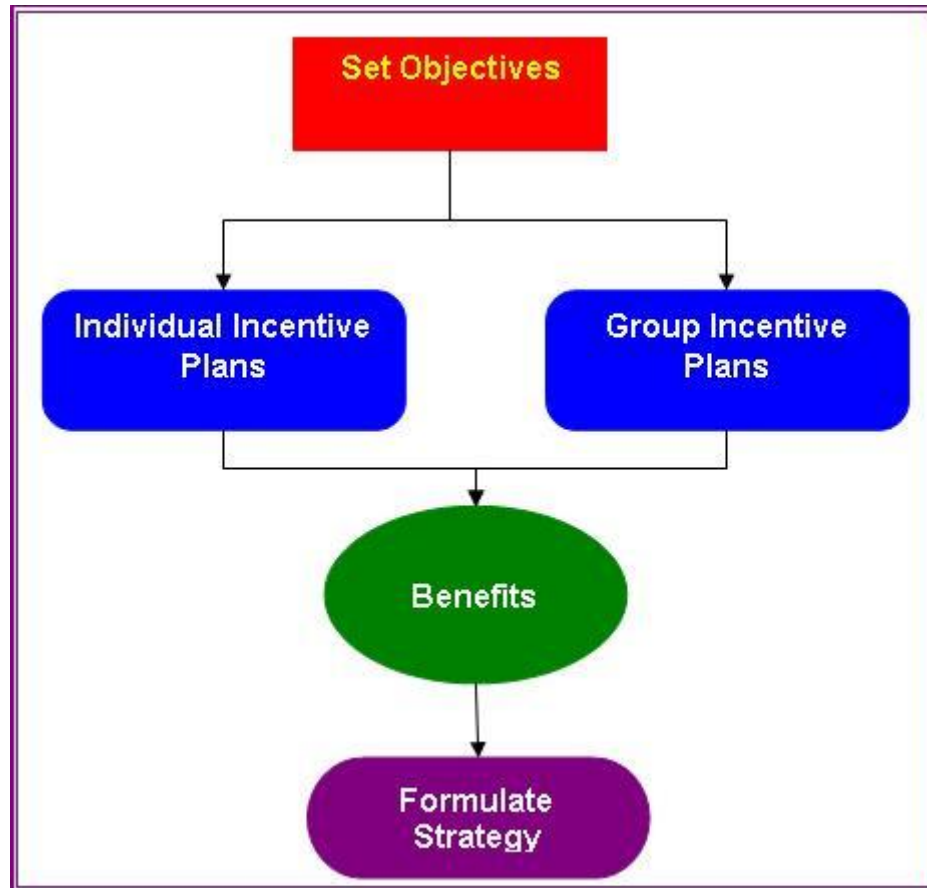 Set Objectives
Individual Incentive
Plans
Group Incentive
Plans
Benefits
Formulate
Strategy